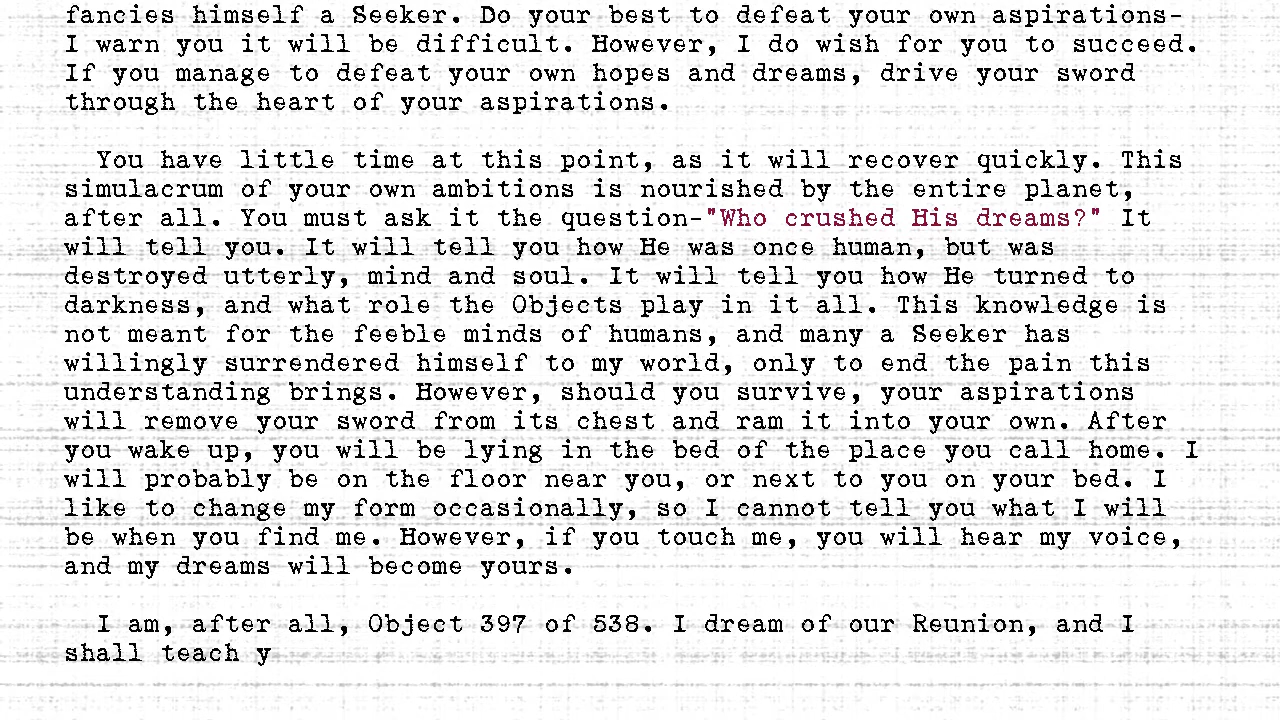 fancies himself a Seeker. Do your best to defeat your own aspirations-
I warn you it will be difficult. However, I do wish for you to succeed.
If you manage to defeat your own hopes and dreams, drive your sword
through the heart of your aspirations.
You have little time at this point, as it will recover quickly. This
simulacrum of your own ambitions is nourished by the entire planet,
after all. You must ask it the question-"Who crushed His dreams?" It
will tell you. It will tell you how He was once human, but was
destroyed utterly, mind and soul. It will tell you how He turned to
darkness, and what role the Objects play in it all. This knowledge is
not meant for the feeble minds of humans, and many a Seeker has
willingly surrendered himself to my world, only to end the pain this
understanding brings. However, should you survive, your aspirations
will remove your sword from its chest and ram it into your own. After
you wake up, you will be lying in the bed of the place you call home. I
will probably be on the floor near you, or next to you on your bed. I
like to change my form occasionally, so I cannot tell you what I will
be when you find me. However, if you touch me, you will hear my voice,
and my dreams will become yours.
I am, after all, Object 397 of 538. I dream of our Reunion, and I
shall teach y